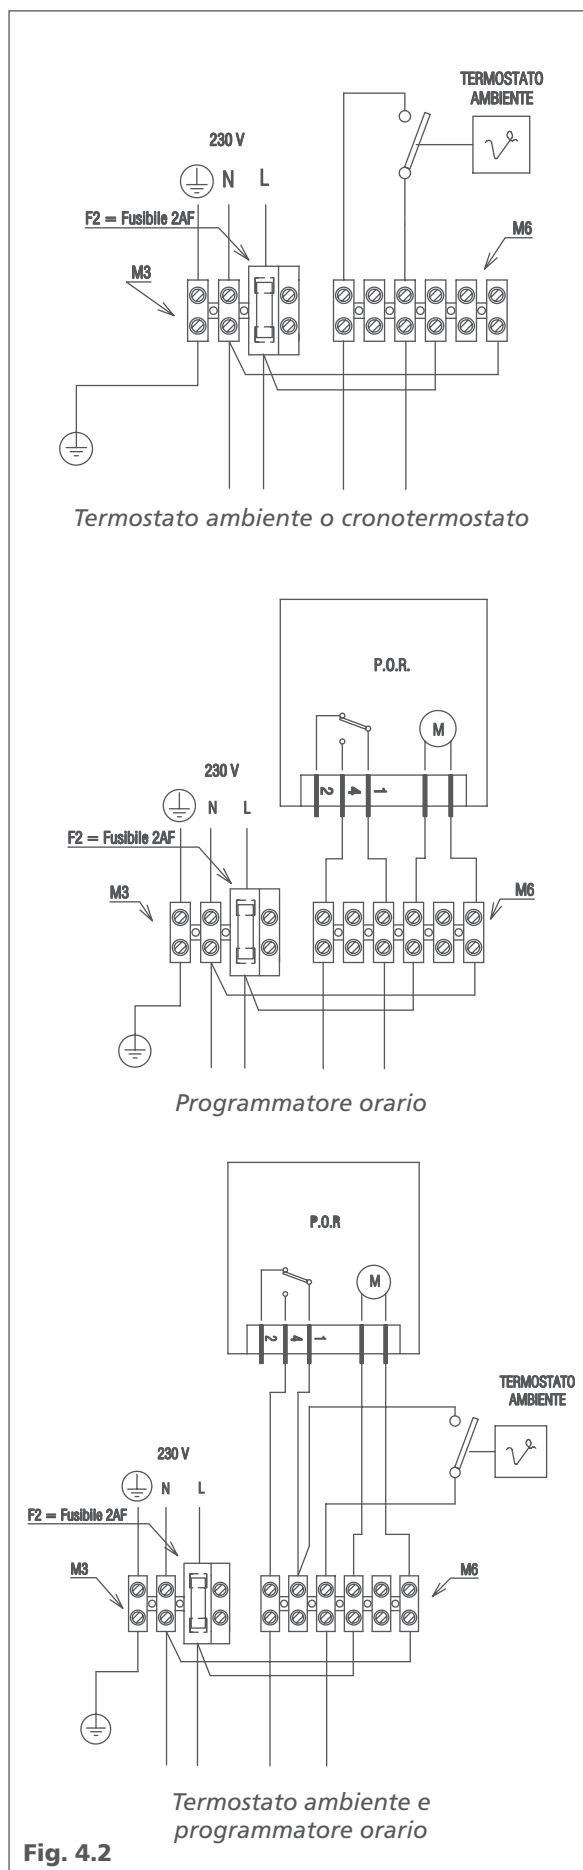 TERMOSTATO
AMBIENTE
230 V
N
L
F2 = Fusibile 2AF
M6
M3
Termostato ambiente o cronotermostato
P.O.R.
M
2
4
1
230 V
N
L
F2 = Fusibile 2AF
M3
M6
Programmatore orario
P.O.R
M
2
4
1
TERMOSTATO
AMBIENTE
230 V
N
L
F2 = Fusibile 2AF
M3
M6
Termostato ambiente e
programmatore orario
Fig. 4.2